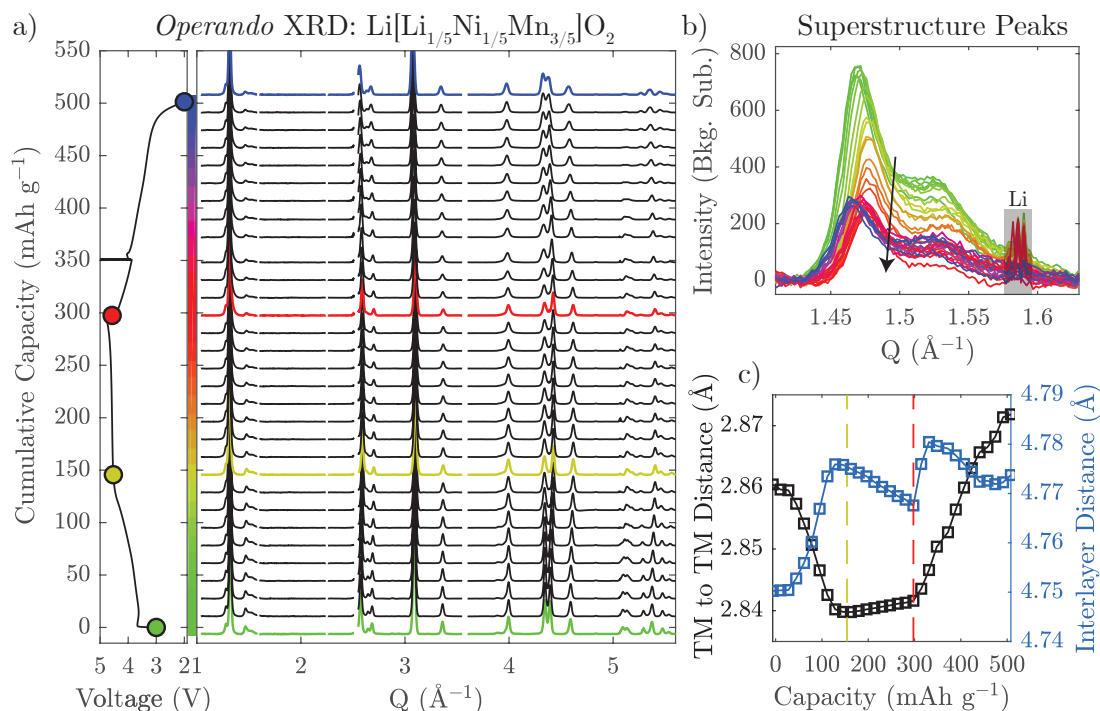 a)
Operando XRD: Li[Li1/5Ni1/5Mn3/5]O2
550
500
450
400
350
300
250
200
150
100
50
0
Cumulative Capacity (mAh g−1)
5 4 3 21 2 3 4 5
Voltage (V)
Q (Å−1)
b)
Superstructure Peaks
800
600
400
200
0
Intensity (Bkg. Sub.)
Li
1.45 1.5 1.55 1.6
Q (Å−1)
c)
2.87
2.86
2.85
2.84
TM to TM Distance (Å)
4.79
4.78
4.77
4.76
4.75
4.74
Interlayer Distance (Å)
0 100 200 300 400 500
Capacity (mAh g−1)